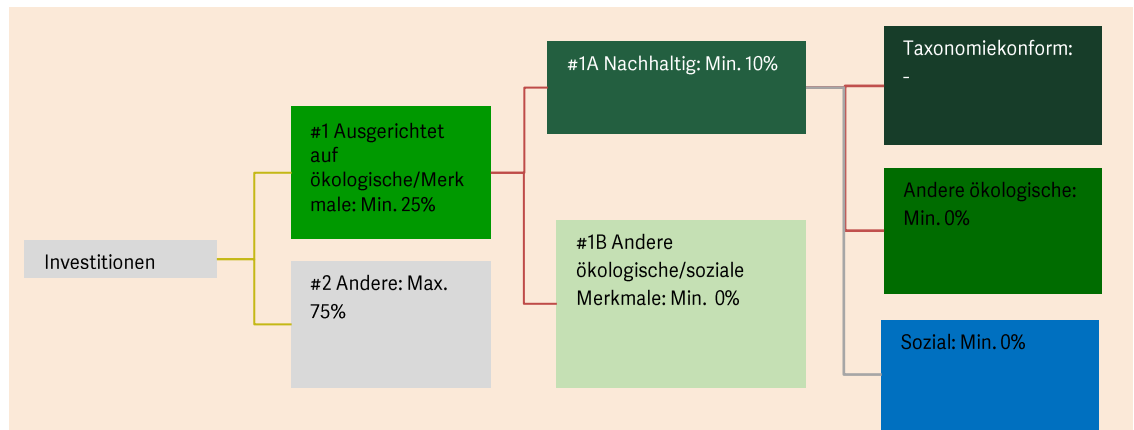 Investitionen
#1 Ausgerichtet
auf
ökologische/Merk
male: Min. 25%
#2 Andere: Max.
75%
#1A Nachhaltig: Min. 10%
#1B Andere
ökologische/soziale
Merkmale: Min.  0%
Taxonomiekonform:
-
Andere ökologische:
Min. 0%
Sozial: Min. 0%